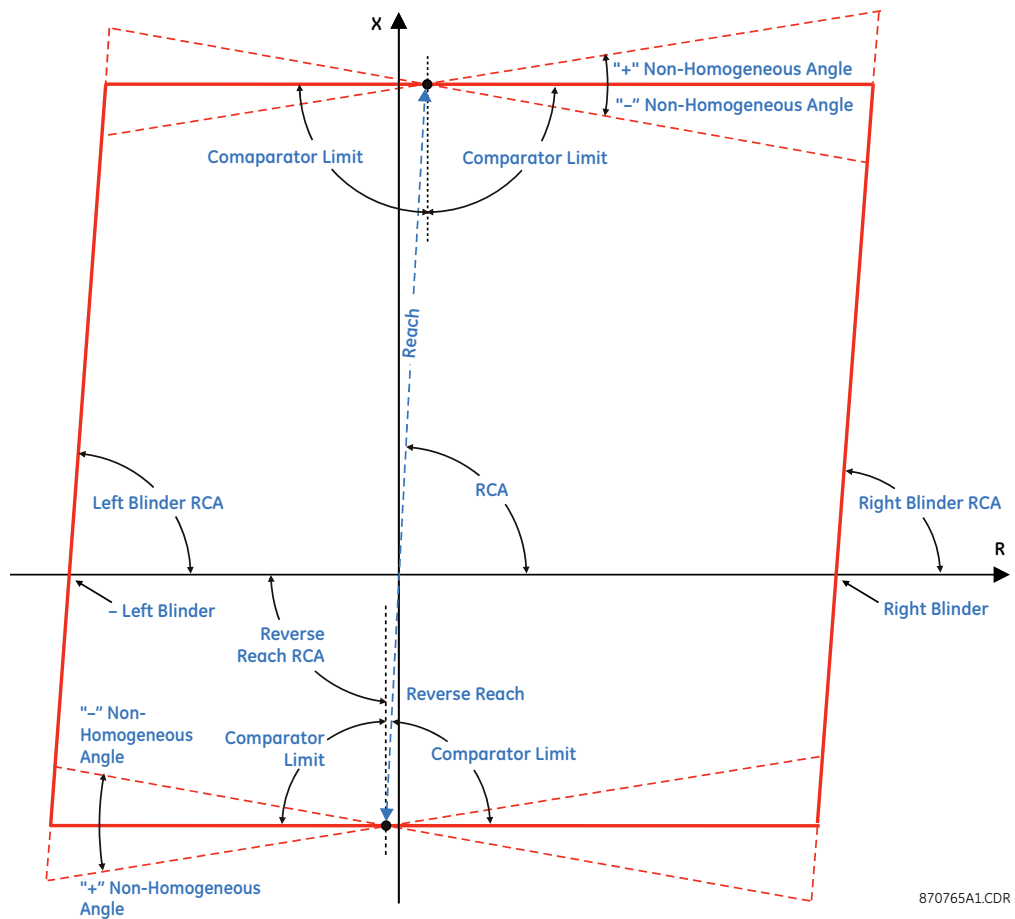 X
"+" Non-Homogeneous Angle
"–” Non-Homogeneous Angle
Comaparator Limit
Comparator Limit
Reach
Left Blinder RCA
RCA
Right Blinder RCA
R
– Left Blinder
Right Blinder
Reverse
Reach RCA
Reverse Reach
"–” Non-
Homogeneous
Angle
Comparator
Limit
Comparator Limit
"+” Non-Homogeneous
Angle
870765A1.CDR